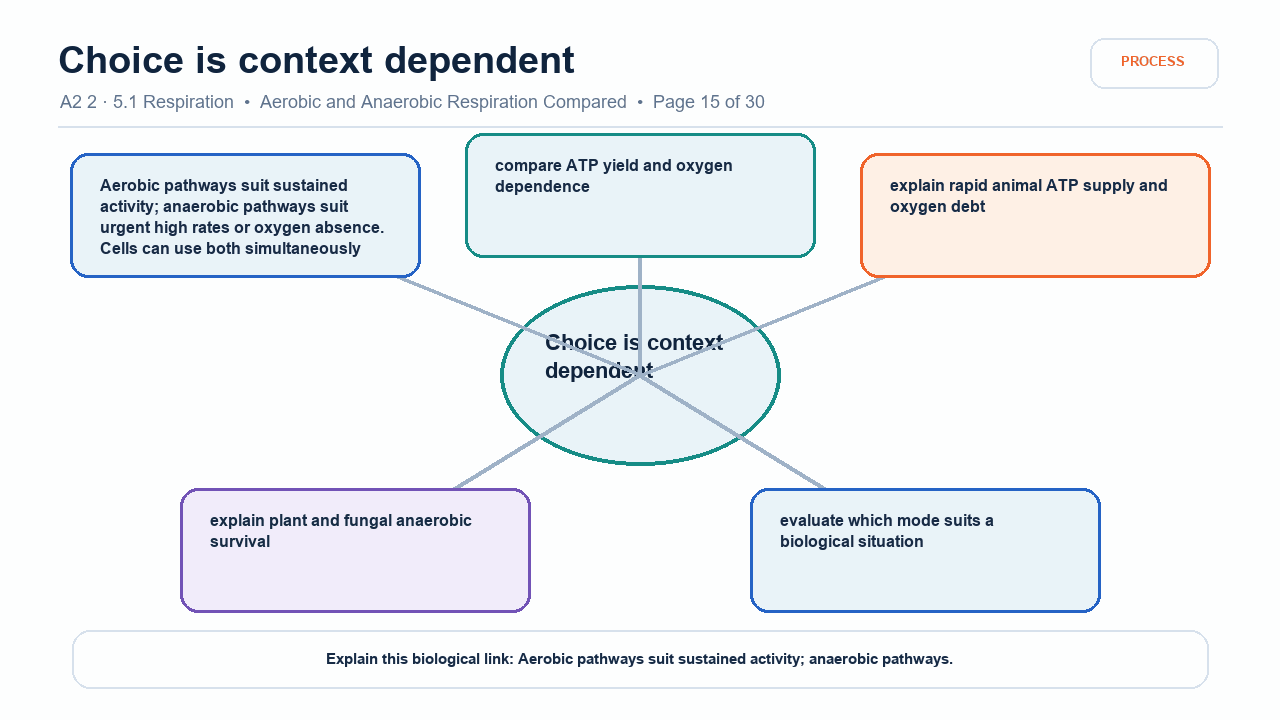 Choice is context dependent
PROCESS
A2 2 · 5.1 Respiration • Aerobic and Anaerobic Respiration Compared • Page 15 of 30
Aerobic pathways suit sustained
activity; anaerobic pathways suit
urgent high rates or oxygen absence.
Cells can use both simultaneously
compare ATP yield and oxygen
dependence
explain rapid animal ATP supply and
oxygen debt
Choice is context
dependent
explain plant and fungal anaerobic
survival
evaluate which mode suits a
biological situation
Explain this biological link: Aerobic pathways suit sustained activity; anaerobic pathways.